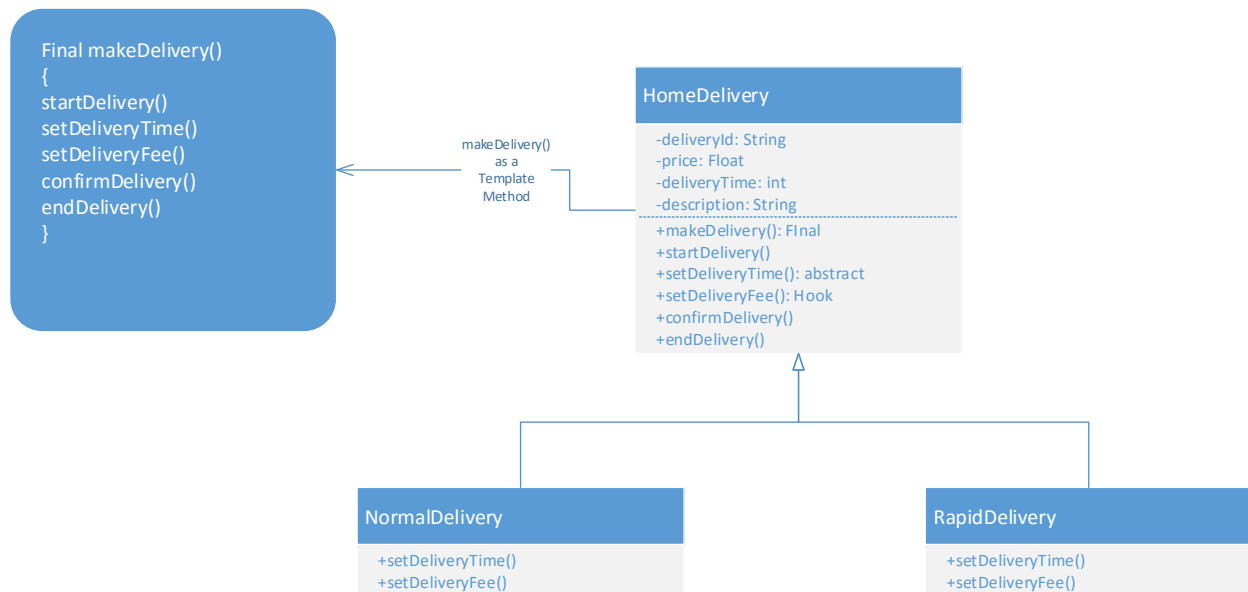 Final makeDelivery()
{
startDelivery()
setDeliveryTime()
setDeliveryFee()
confirmDelivery()
endDelivery()
}
makeDelivery()
as a
Template
Method
HomeDelivery
-deliveryId: String
-price: Float
-deliveryTime: int
-description: String
+makeDelivery(): FInal
+startDelivery()
+setDeliveryTime(): abstract
+setDeliveryFee(): Hook
+confirmDelivery()
+endDelivery()
NormalDelivery
+setDeliveryTime()
+setDeliveryFee()
RapidDelivery
+setDeliveryTime()
+setDeliveryFee()